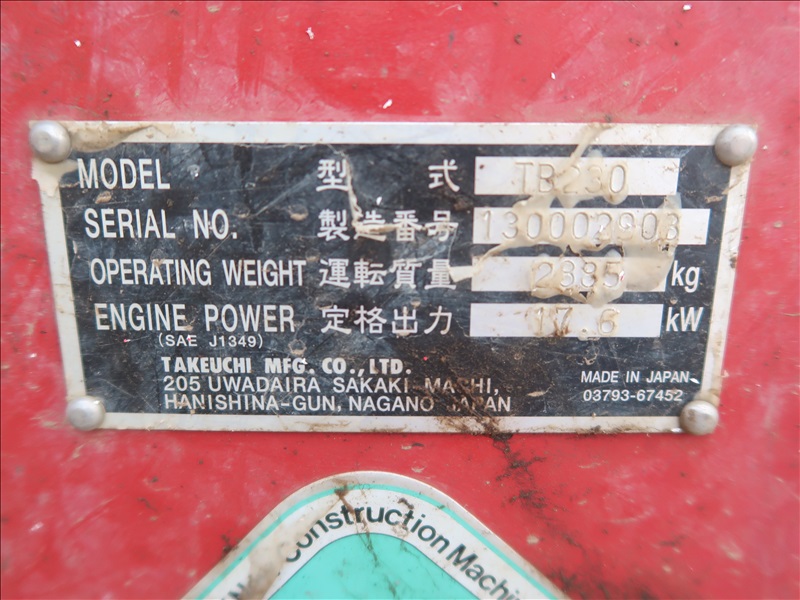 MODEL 型 式 TB230
SERIAL NO. 製造番号 130002903
OPERATING WEIGHT 運転質量 2385 kg
ENGINE POWER 定格出力 17.6 kW
(SAE J1349)
TAKEUCHI MFG. CO., LTD.
205 UWADAIRA SAKAKI MACHI,
HANISHINA-GUN, NAGANO JAPAN
MADE IN JAPAN
03793-67452
Construction